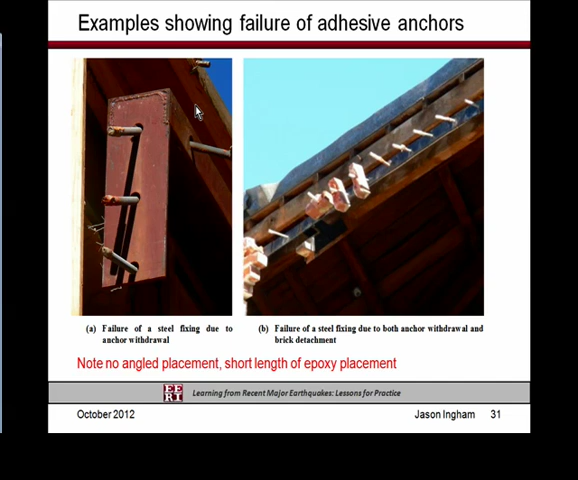 Examples showing failure of adhesive anchors
(a) Failure of a steel fixing due to
anchor withdrawal
(b) Failure of a steel fixing due to both anchor withdrawal and
brick detachment
Note no angled placement, short length of epoxy placement
EE
RI
Learning from Recent Major Earthquakes: Lessons for Practice
October 2012
Jason Ingham 31